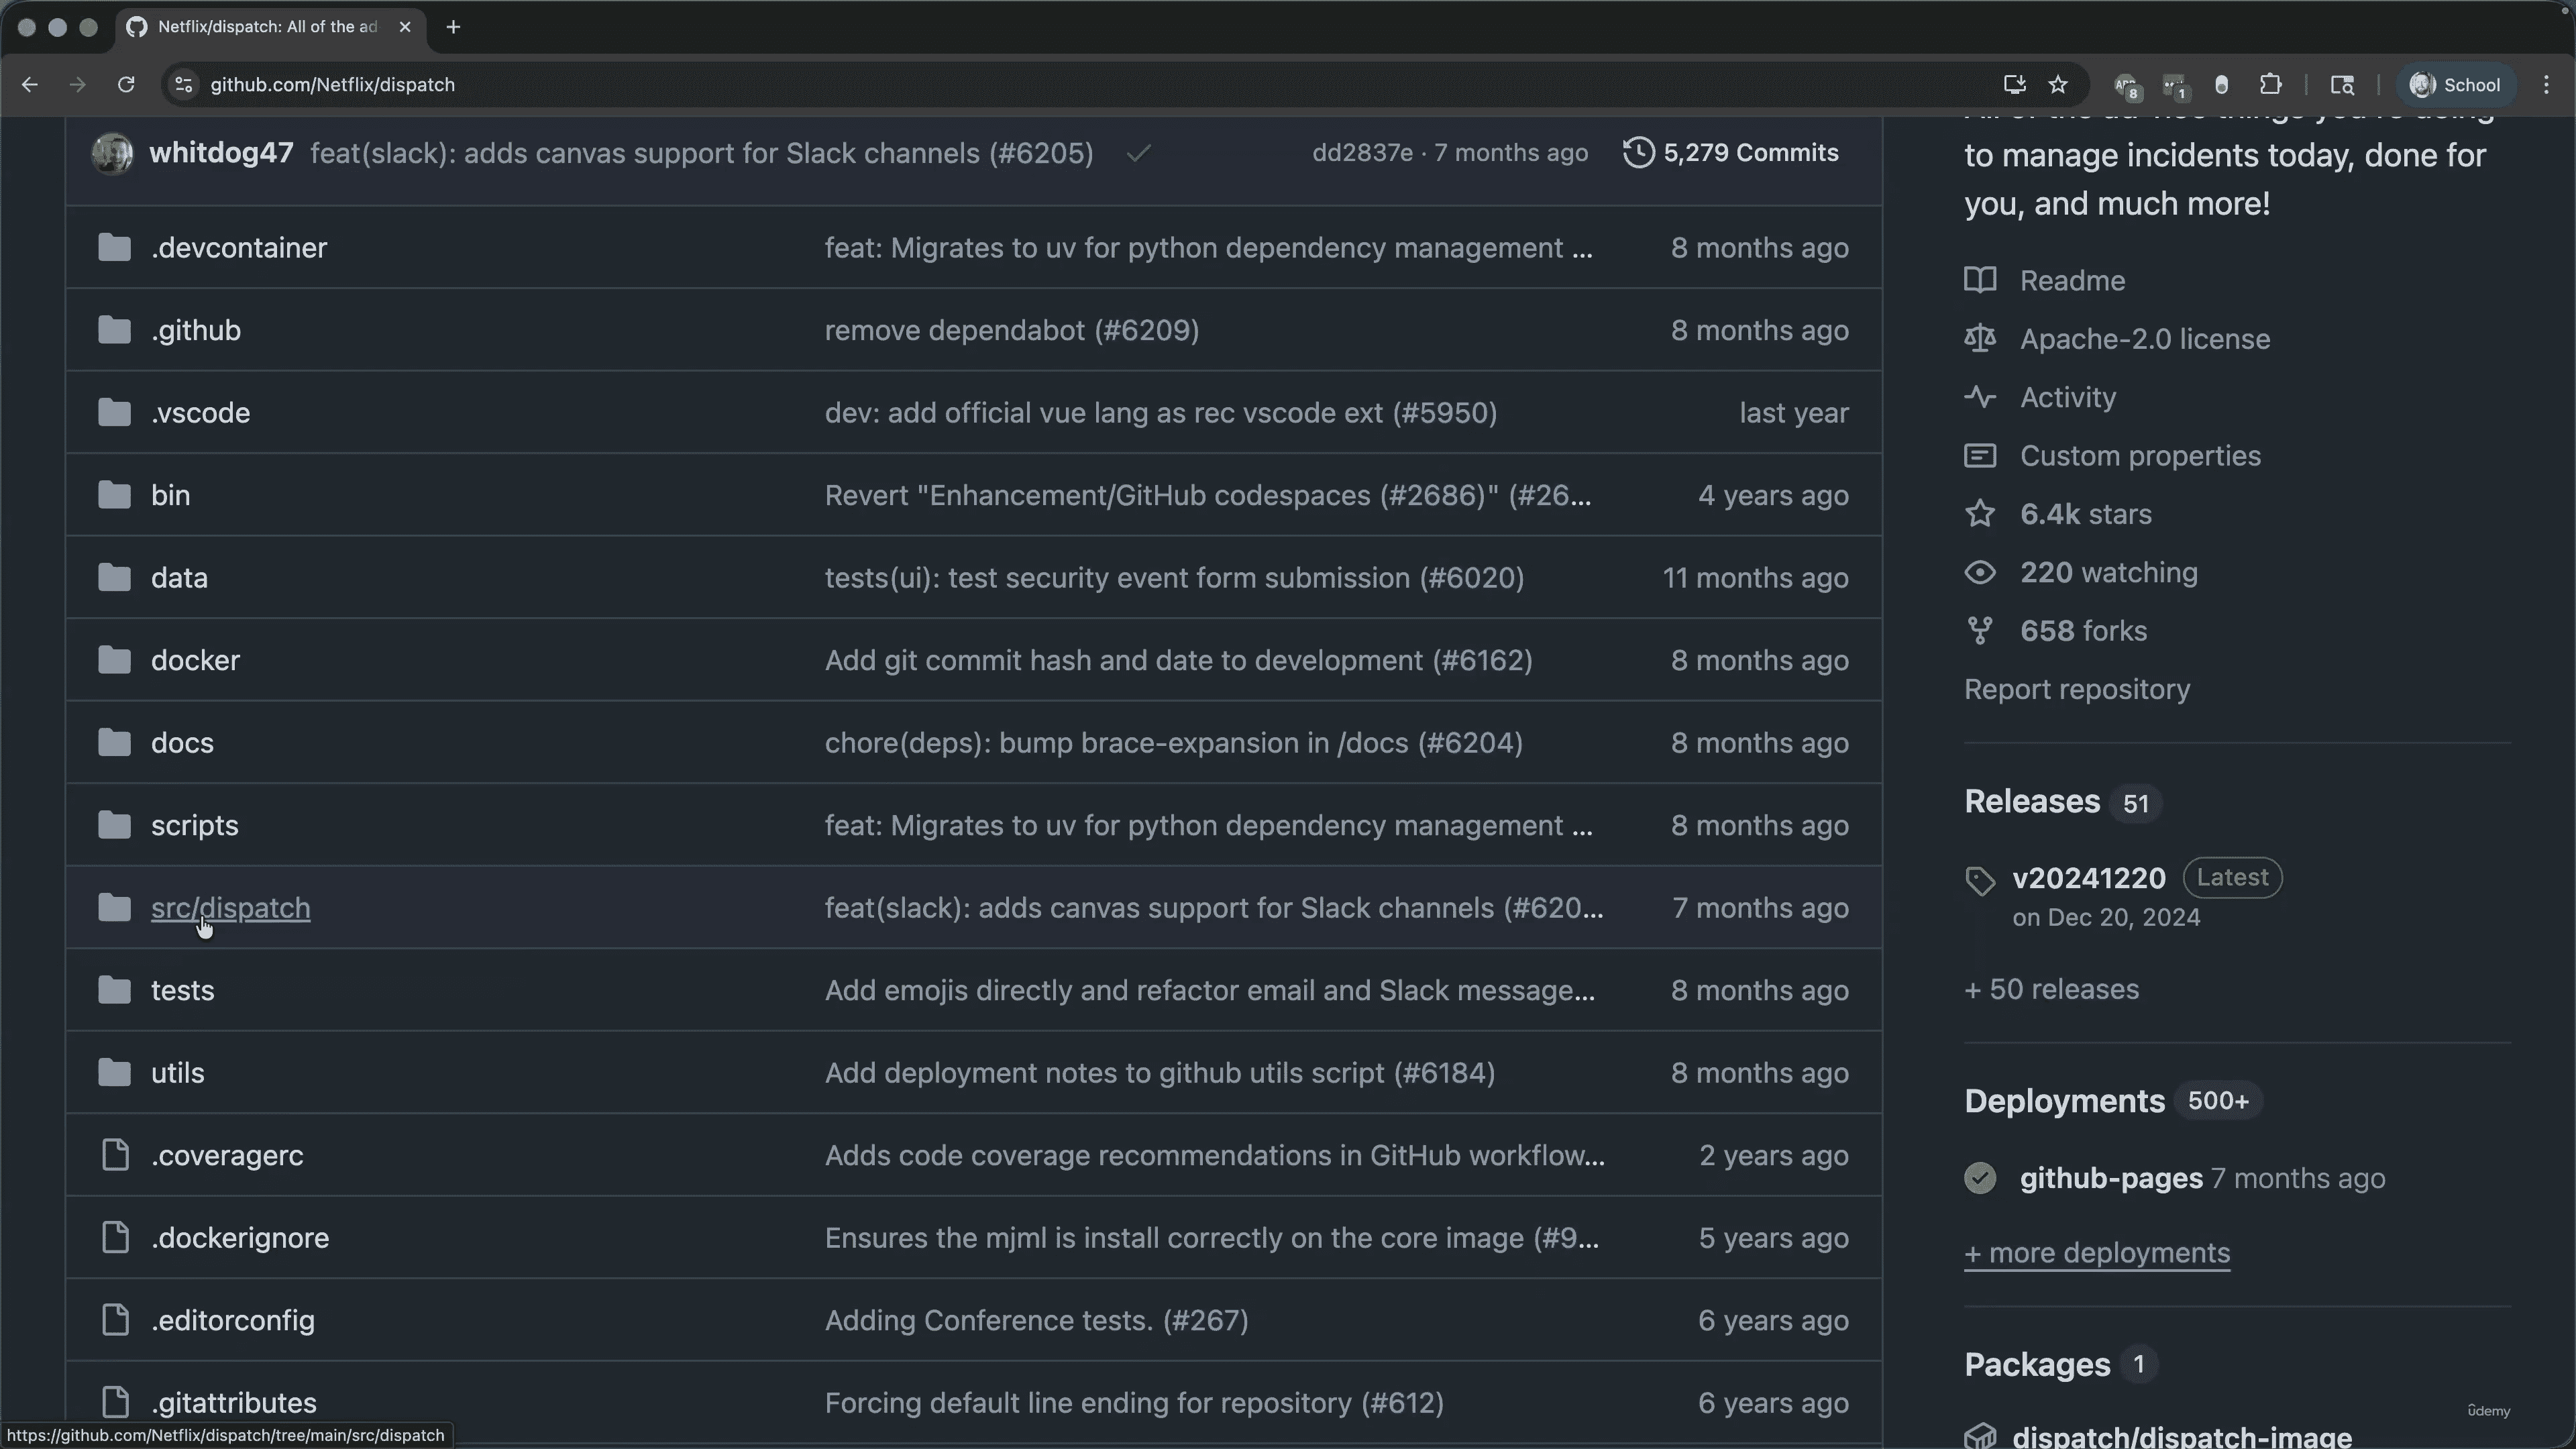 Netflix/dispatch: All of the ad
github.com/Netflix/dispatch
8
1
School
whitdog47 feat(slack): adds canvas support for Slack channels (#6205) dd2837e · 7 months ago 5,279 Commits
.devcontainer feat: Migrates to uv for python dependency management ... 8 months ago
.github remove dependabot (#6209) 8 months ago
.vscode dev: add official vue lang as rec vscode ext (#5950) last year
bin Revert "Enhancement/GitHub codespaces (#2686)" (#26... 4 years ago
data tests(ui): test security event form submission (#6020) 11 months ago
docker Add git commit hash and date to development (#6162) 8 months ago
docs chore(deps): bump brace-expansion in /docs (#6204) 8 months ago
scripts feat: Migrates to uv for python dependency management ... 8 months ago
src/dispatch feat(slack): adds canvas support for Slack channels (#620... 7 months ago
tests Add emojis directly and refactor email and Slack message... 8 months ago
utils Add deployment notes to github utils script (#6184) 8 months ago
.coveragerc Adds code coverage recommendations in GitHub workflow... 2 years ago
.dockerignore Ensures the mjml is install correctly on the core image (#9... 5 years ago
.editorconfig Adding Conference tests. (#267) 6 years ago
.gitattributes Forcing default line ending for repository (#612) 6 years ago
https://github.com/Netflix/dispatch/tree/main/src/dispatch
All of the ad-hoc things you're doing
to manage incidents today, done for
you, and much more!
Readme
Apache-2.0 license
Activity
Custom properties
6.4k stars
220 watching
658 forks
Report repository
Releases 51
v20241220 Latest
on Dec 20, 2024
+ 50 releases
Deployments 500+
github-pages 7 months ago
+ more deployments
Packages 1
dispatch/dispatch-image
ûdemy